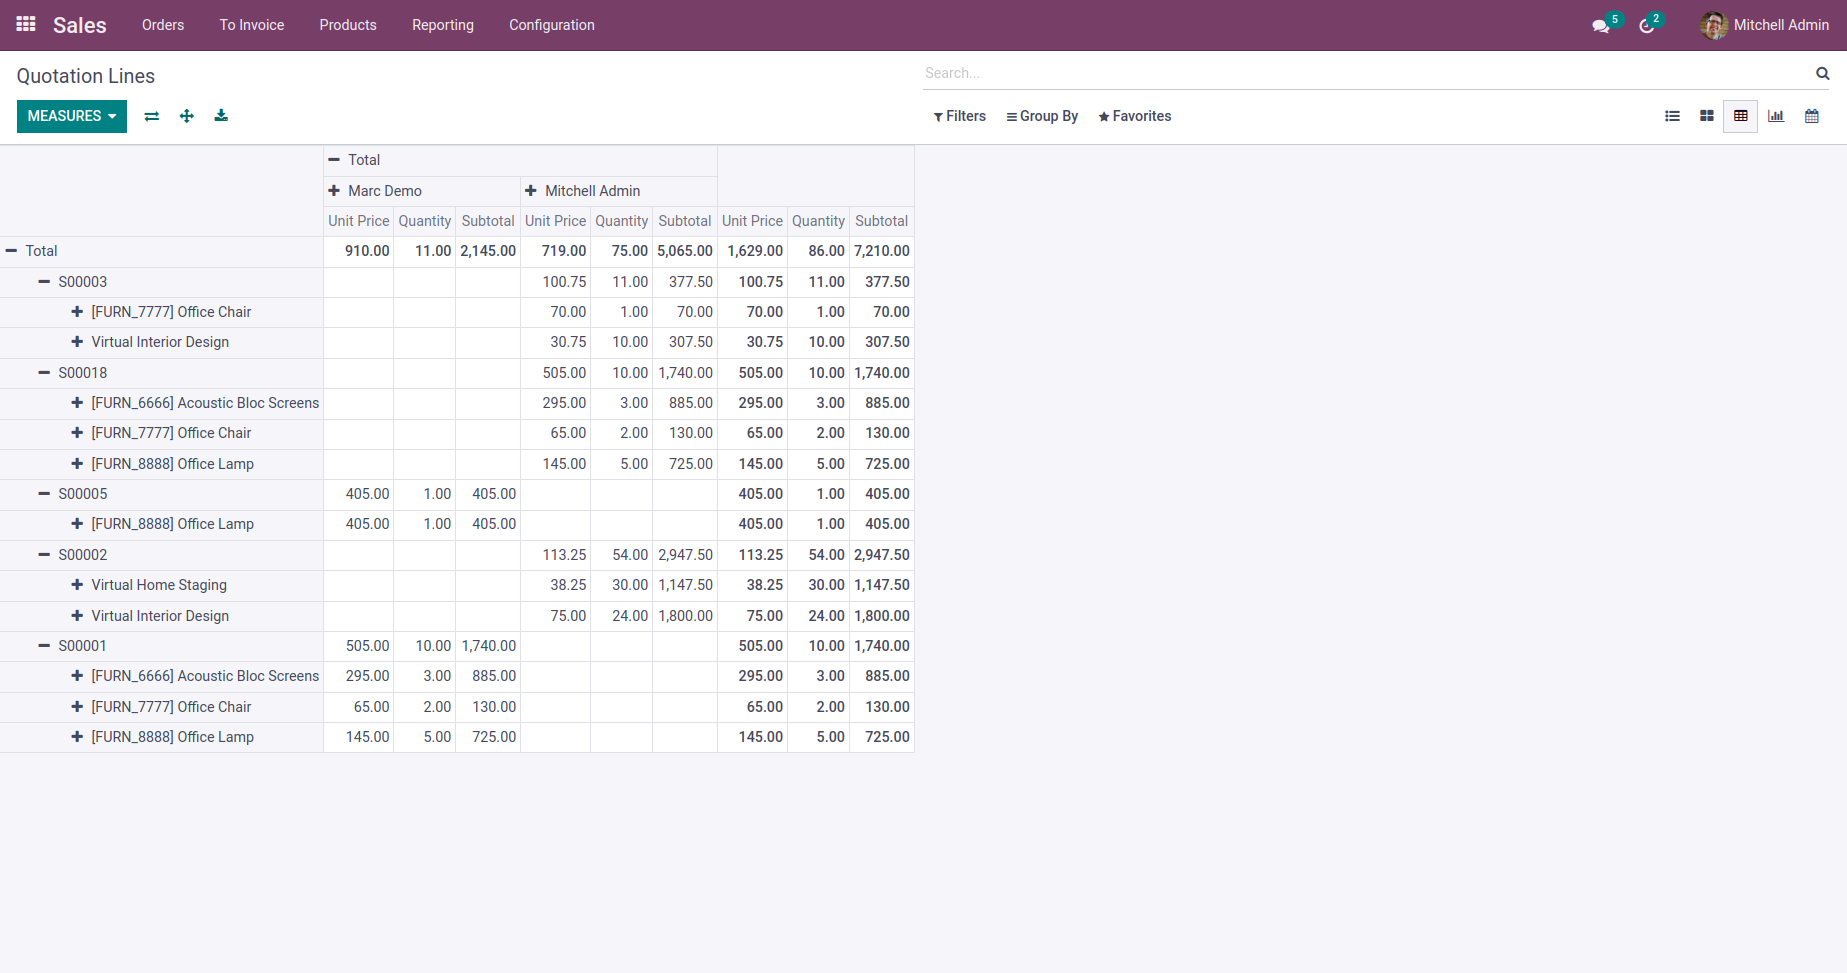 Sales Orders To Invoice Products Reporting Configuration 5 2 Mitchell Admin
Quotation Lines Search...
MEASURES Filters Group By Favorites
Total
Marc Demo Mitchell Admin
Unit Price Quantity Subtotal Unit Price Quantity Subtotal Unit Price Quantity Subtotal
Total 910.00 11.00 2,145.00 719.00 75.00 5,065.00 1,629.00 86.00 7,210.00
S00003 100.75 11.00 377.50 100.75 11.00 377.50
[FURN_7777] Office Chair 70.00 1.00 70.00 70.00 1.00 70.00
Virtual Interior Design 30.75 10.00 307.50 30.75 10.00 307.50
S00018 505.00 10.00 1,740.00 505.00 10.00 1,740.00
[FURN_6666] Acoustic Bloc Screens 295.00 3.00 885.00 295.00 3.00 885.00
[FURN_7777] Office Chair 65.00 2.00 130.00 65.00 2.00 130.00
[FURN_8888] Office Lamp 145.00 5.00 725.00 145.00 5.00 725.00
S00005 405.00 1.00 405.00 405.00 1.00 405.00
[FURN_8888] Office Lamp 405.00 1.00 405.00 405.00 1.00 405.00
S00002 113.25 54.00 2,947.50 113.25 54.00 2,947.50
Virtual Home Staging 38.25 30.00 1,147.50 38.25 30.00 1,147.50
Virtual Interior Design 75.00 24.00 1,800.00 75.00 24.00 1,800.00
S00001 505.00 10.00 1,740.00 505.00 10.00 1,740.00
[FURN_6666] Acoustic Bloc Screens 295.00 3.00 885.00 295.00 3.00 885.00
[FURN_7777] Office Chair 65.00 2.00 130.00 65.00 2.00 130.00
[FURN_8888] Office Lamp 145.00 5.00 725.00 145.00 5.00 725.00